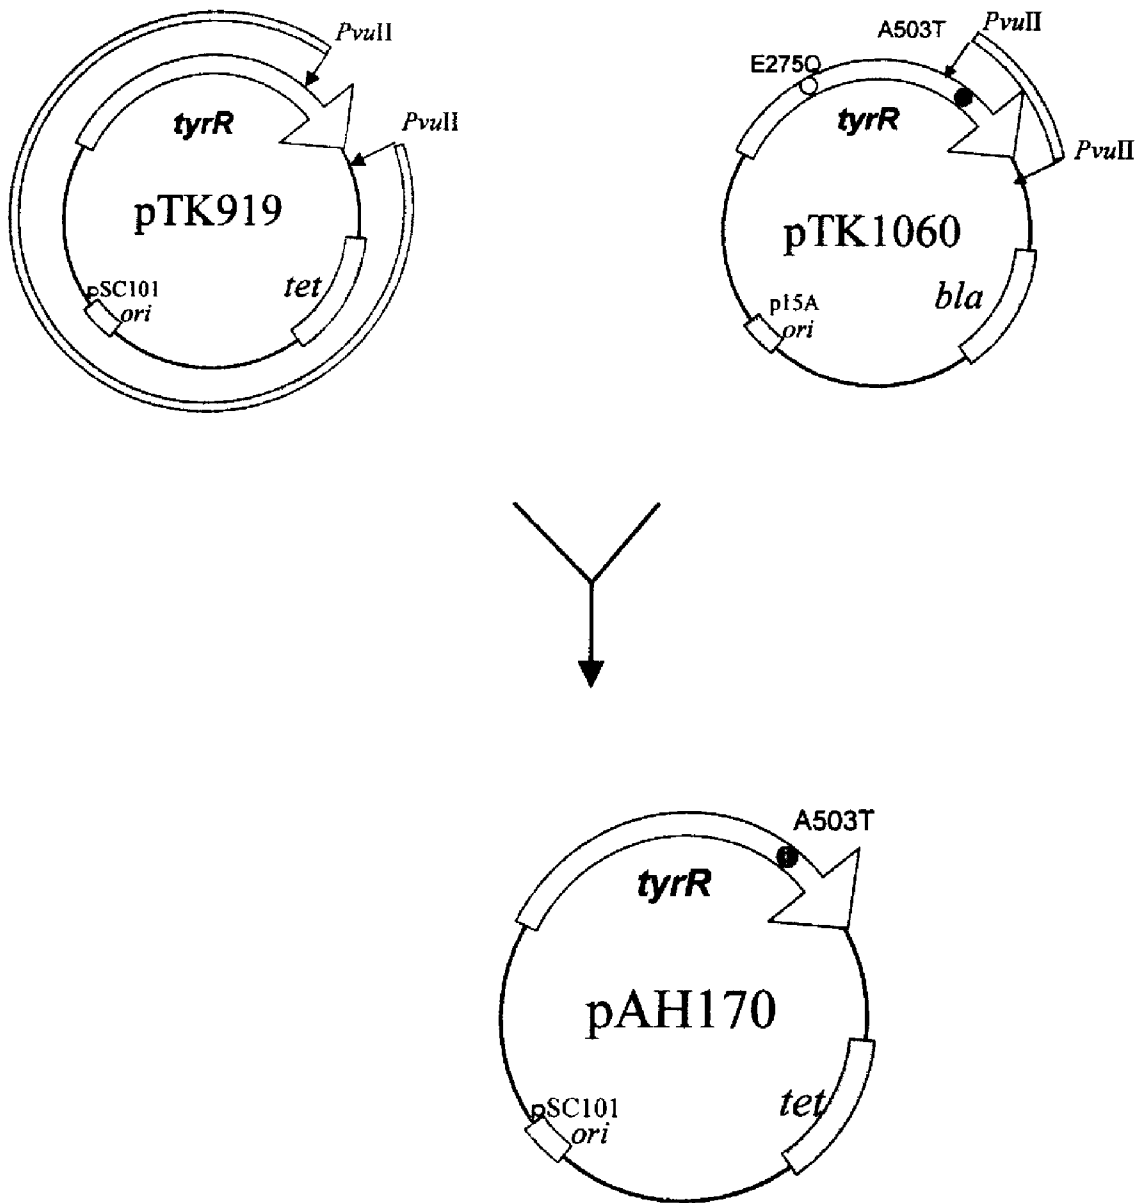 PvuII
PvuII
tyrR
pTK919
tet
pSC101
ori
A503T
PvuII
E275Q
tyrR
PvuII
pTK1060
bla
p15A
ori
A503T
tyrR
pAH170
tet
pSC101
ori